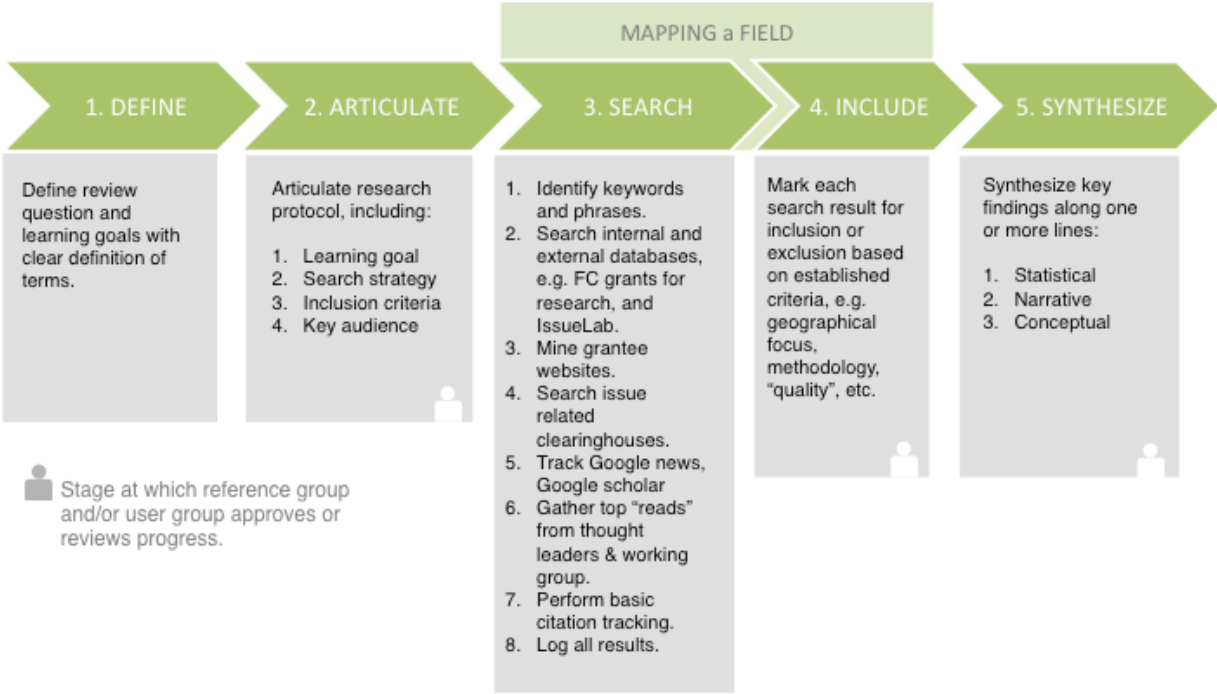 MAPPING a FIELD
1. DEFINE
2. ARTICULATE
3. SEARCH
4. INCLUDE
5. SYNTHESIZE
Define review
question and
learning goals with
clear definition of
terms.
Articulate research
protocol, including:
1. Learning goal
2. Search strategy
3. Inclusion criteria
4. Key audience
1. Identify keywords
and phrases.
2. Search internal and
external databases,
e.g. FC grants for
research, and
IssueLab.
3. Mine grantee
websites.
4. Search issue
related
clearinghouses.
5. Track Google news,
Google scholar
6. Gather top “reads”
from thought
leaders & working
group.
7. Perform basic
citation tracking.
8. Log all results.
Mark each
search result for
inclusion or
exclusion based
on established
criteria, e.g.
geographical
focus,
methodology,
“quality”, etc.
Synthesize key
findings along one
or more lines:
1. Statistical
2. Narrative
3. Conceptual
Stage at which reference group
and/or user group approves or
reviews progress.